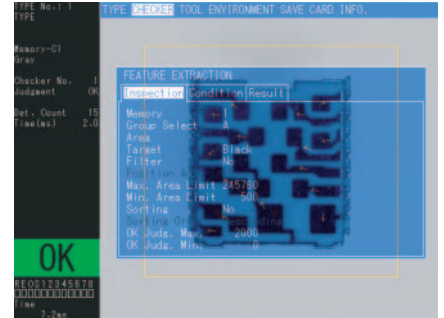 TYPE No.: 1
TYPE
TYPE CHECKER TOOL ENVIRONMENT SAVE CARD INFO.
Memory-C1
Gray
Checker No. 1
Judgment OK
Det. Count 15
Time(ms) 2.0
FEATURE EXTRACTION
Inspection Condition Result
Memory 1
Group Select A
Area
Target Black
Filter No
Max. Area Limit 245760
Min. Area Limit 500
Sorting No
OK Judg. Max. 2000
OK Judg. Min. 0
OK
REOS12345678
Time
7.2ms